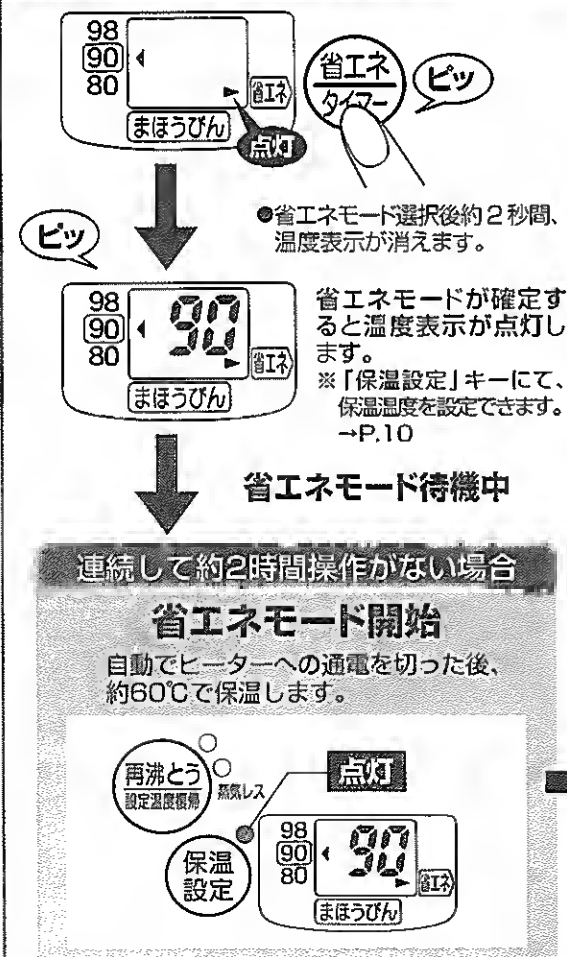 98
90
80
省エネ
まほうびん
点灯
省エネ
タイマー
ピッ
●省エネモード選択後約2秒間、
温度表示が消えます。
ピッ
98
90
80
90
省エネ
まほうびん
省エネモードが確定す
ると温度表示が点灯し
ます。
※「保温設定」キーにて、
保温温度を設定できます。
→P.10
省エネモード待機中
連続して約2時間操作がない場合
省エネモード開始
自動でヒーターへの通電を切った後、
約60℃で保温します。
再沸とう
設定温度復帰
蒸気レス
点灯
保温
設定
98
90
80
90
省エネ
まほうびん